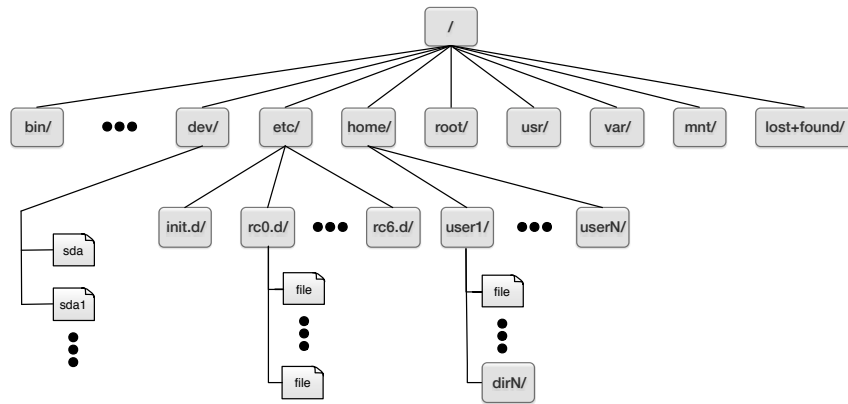 /
bin/ ●●● dev/ etc/ home/ root/ usr/ var/ mnt/ lost+found/
init.d/ rc0.d/ ●●● rc6.d/ user1/ ●●● userN/
sda
file file
sda1
file dirN/